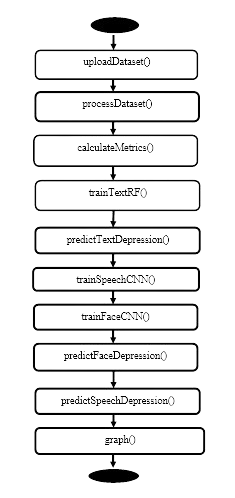 uploadDataset()
processDataset()
calculateMetrics()
trainTextRF()
predictTextDepression()
trainSpeechCNN()
trainFaceCNN()
predictFaceDepression()
predictSpeechDepression()
graph()